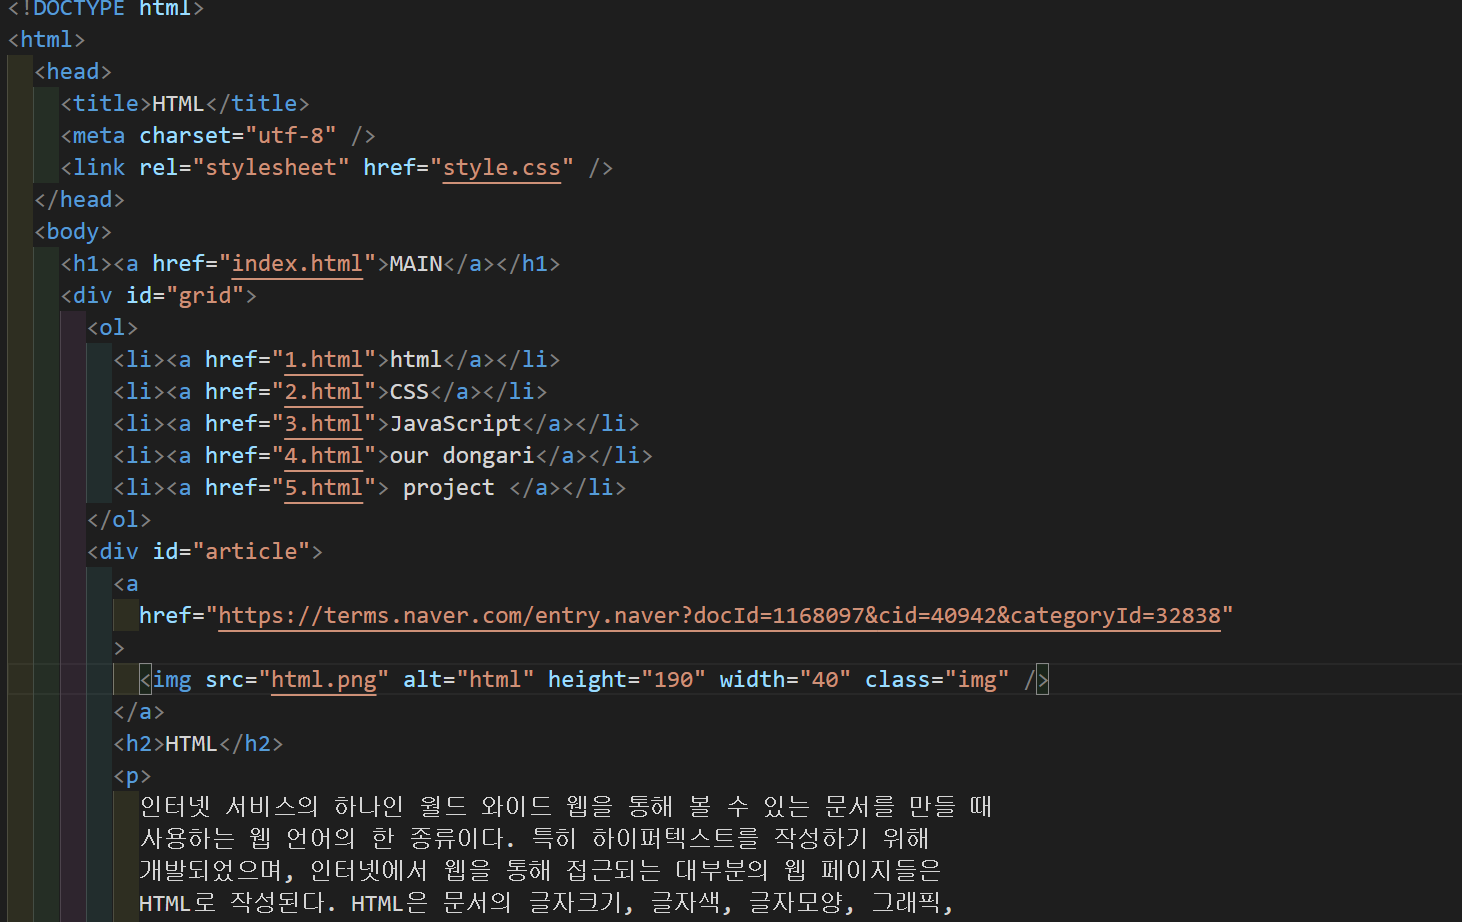 <!DOCTYPE html>
<html>
<head>
<title>HTML</title>
<meta charset="utf-8" />
<link rel="stylesheet" href="style.css" />
</head>
<body>
<h1><a href="index.html">MAIN</a></h1>
<div id="grid">
<ol>
<li><a href="1.html">html</a></li>
<li><a href="2.html">CSS</a></li>
<li><a href="3.html">JavaScript</a></li>
<li><a href="4.html">our dongari</a></li>
<li><a href="5.html"> project </a></li>
</ol>
<div id="article">
<a
href="https://terms.naver.com/entry.naver?docId=1168097&cid=40942&categoryId=32838"
>
<img src="html.png" alt="html" height="190" width="40" class="img" />
</a>
<h2>HTML</h2>
<p>
인터넷 서비스의 하나인 월드 와이드 웹을 통해 볼 수 있는 문서를 만들 때
사용하는 웹 언어의 한 종류이다. 특히 하이퍼텍스트를 작성하기 위해
개발되었으며, 인터넷에서 웹을 통해 접근되는 대부분의 웹 페이지들은
HTML로 작성된다. HTML은 문서의 글자크기, 글자색, 글자모양, 그래픽,